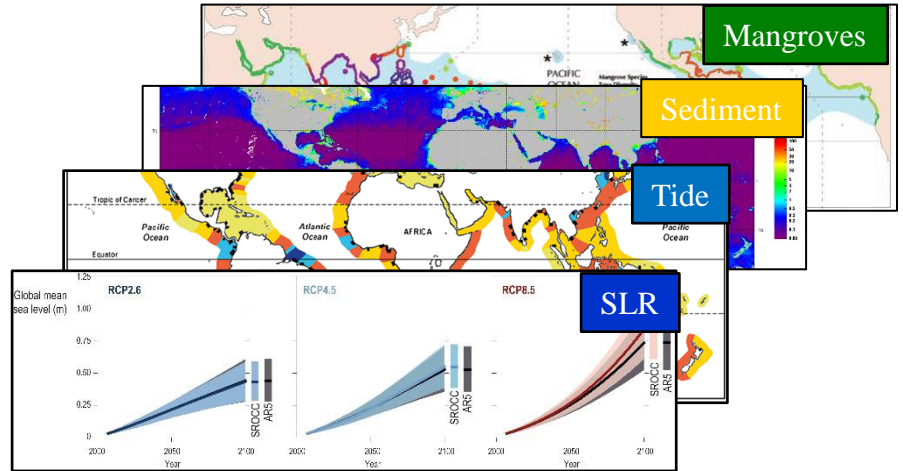 Mangroves
PACIFIC
OCEAN
Mangrove Species
Sediment
Tide
Tropic of Cancer
Pacific
Ocean
Atlantic
Ocean
AFRICA
Pacific
Ocean
Equator
SLR
Global mean
sea level (m)
1.25
1.00
0.75
0.50
0.25
0
RCP2.6
RCP4.5
RCP8.5
SROCC
AR5
SROCC
AR5
SROCC
AR5
2000
2050
2100
2000
2050
2100
2000
2050
2100
Year
Year
Year